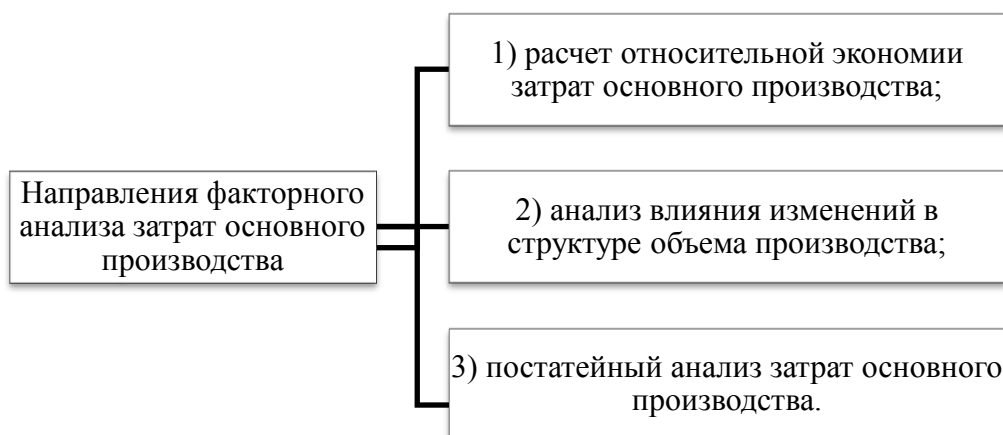 Направления факторного
анализа затрат основного
производства
1) расчет относительной экономии
затрат основного производства;
2) анализ влияния изменений в
структуре объема производства;
3) постатейный анализ затрат основного
производства.